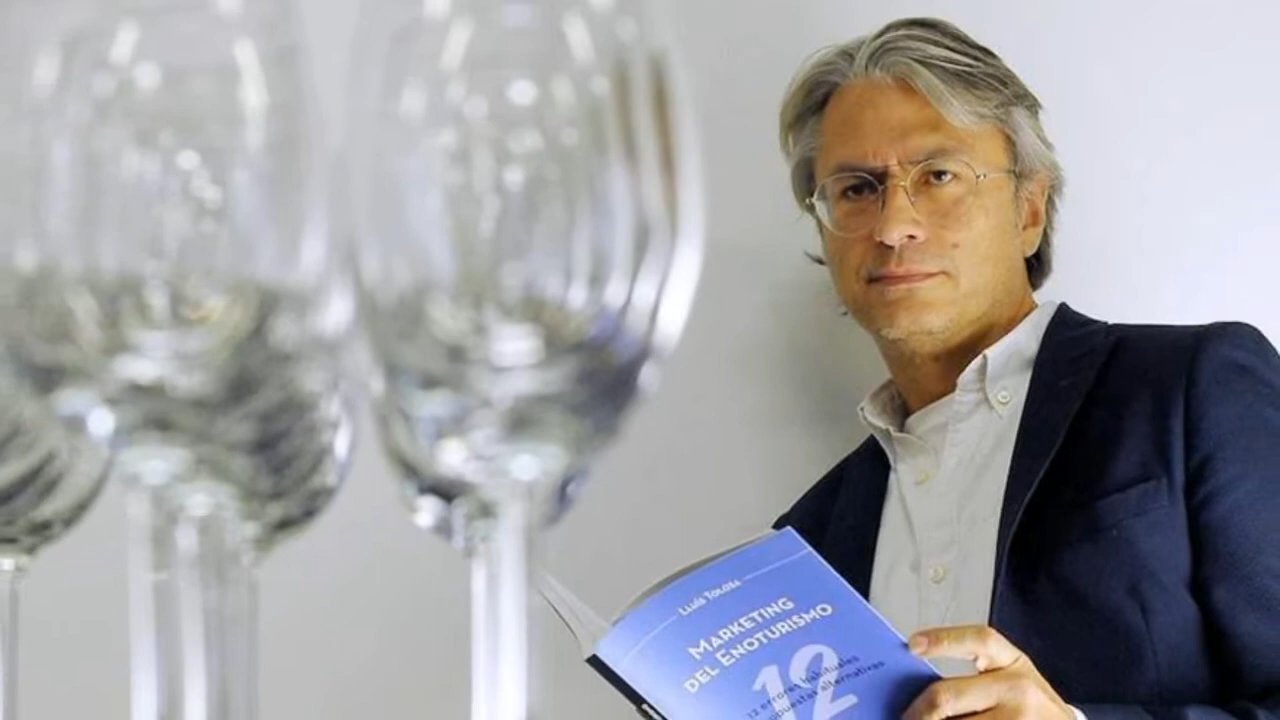 Lluís Tolosa
MARKETING
DEL ENOTURISMO
12
12 errores habituales
propuestas alternativas